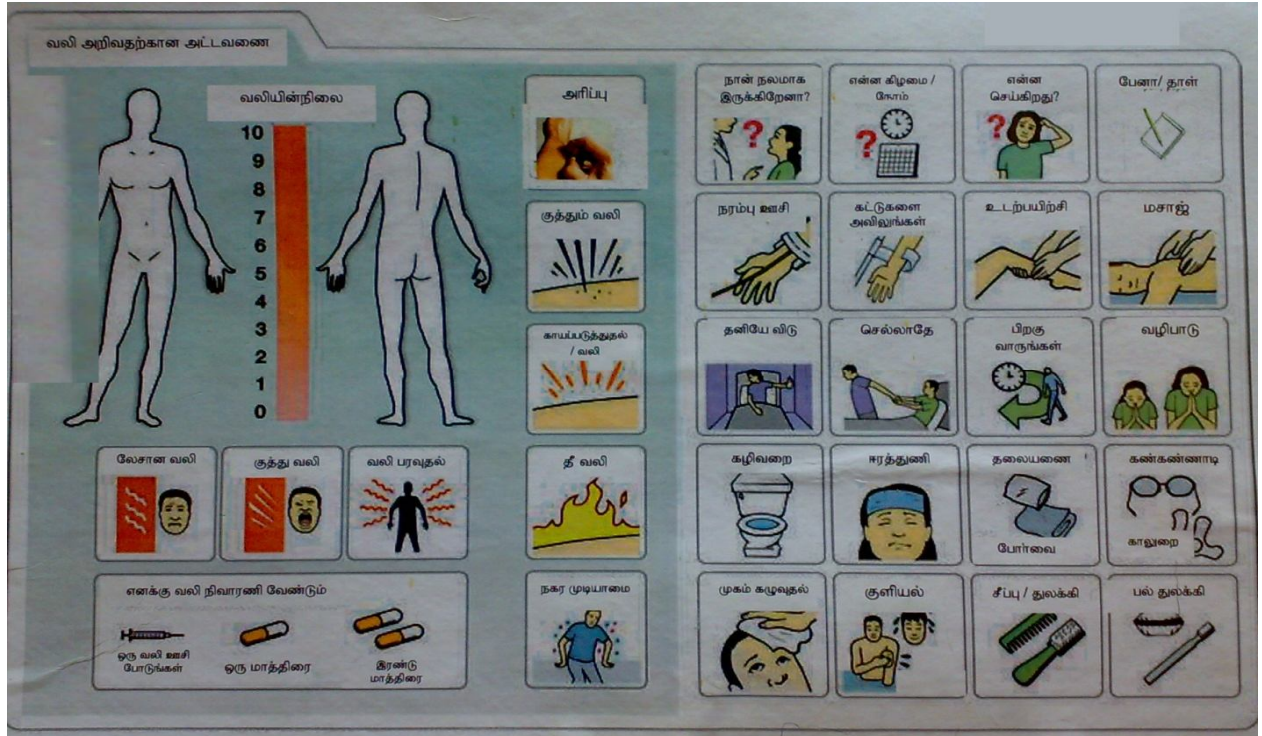 வலி அறிவதற்கான அட்டவணை
வலியின்நிலை
10
9
8
7
6
5
4
3
2
1
0
லேசான வலி
குத்து வலி
வலி பரவுதல்
எனக்கு வலி நிவாரணி வேண்டும்
ஒரு வலி ஊசி
போடுங்கள்
ஒரு மாத்திரை
இரண்டு
மாத்திரை
அரிப்பு
குத்தும் வலி
காயப்படுத்துதல்
/ வலி
தீ வலி
நகர முடியாமை
நான் நலமாக
இருக்கிறேனா?
என்ன கிழமை /
நேரம்
என்ன
செய்கிறது?
பேனா/ தாள்
நரம்பு ஊசி
கட்டுகளை
அவிலுங்கள்
உடற்பயிற்சி
மசாஜ்
தனியே விடு
செல்லாதே
பிறகு
வாருங்கள்
வழிபாடு
கழிவறை
ஈரத்துணி
தலையணை
போர்வை
கண்கண்ணாடி
காலுறை
முகம் கழுவுதல்
குளியல்
சீப்பு / துலக்கி
பல் துலக்கி